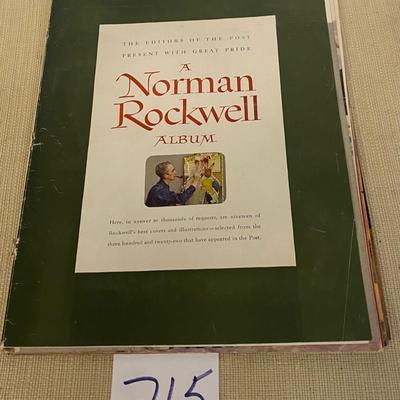 THE EDITORS OF THE POST
PRESENT WITH GREAT PRIDE
A
Norman
Rockwell
ALBUM
Here, in answer to thousands of requests, are nineteen of
Rockwell's best covers and illustrations—selected from the
three hundred and twenty-two that have appeared in the Post.
715